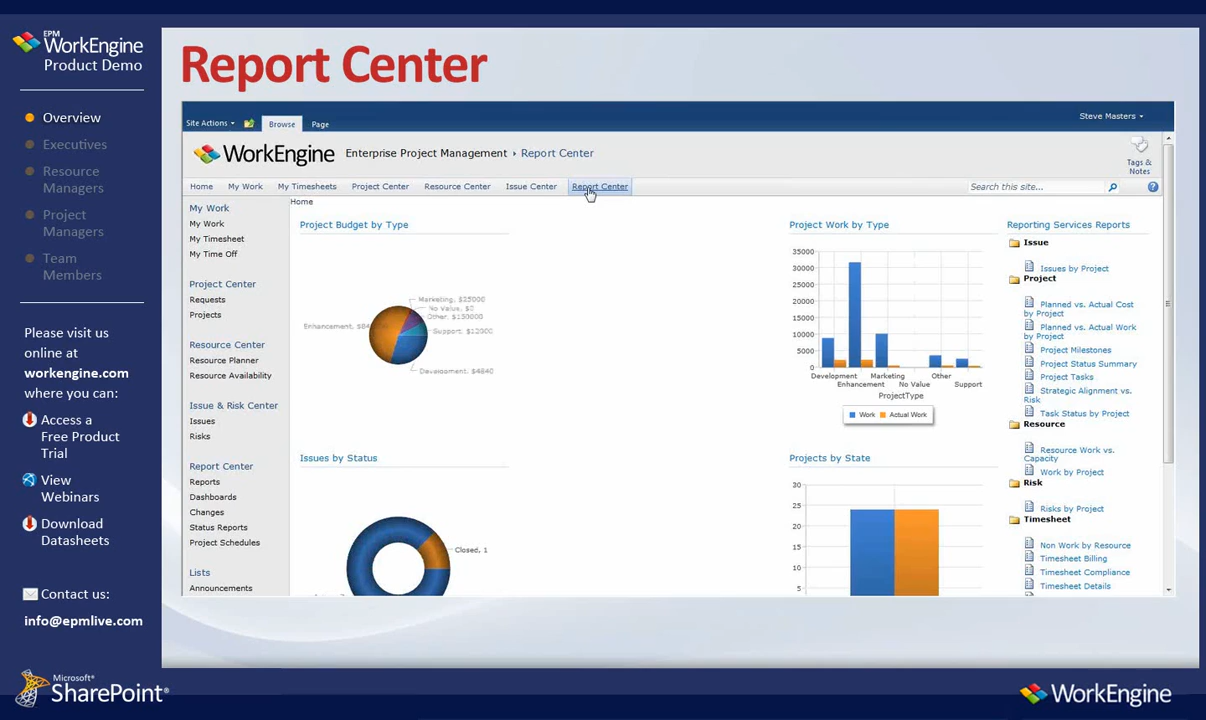 EPM
WorkEngine
Product Demo
Overview
Executives
Resource
Managers
Project
Managers
Team
Members
Please visit us
online at
workengine.com
where you can:
Access a
Free Product
Trial
View
Webinars
Download
Datasheets
Contact us:
info@epmlive.com
Microsoft®
SharePoint®
Report Center
Site Actions
Browse
Page
Steve Masters
WorkEngine
Enterprise Project Management
Report Center
Tags &
Notes
Home
My Work
My Timesheets
Project Center
Resource Center
Issue Center
Report Center
Search this site...
My Work
My Work
My Timesheet
My Time Off
Project Center
Requests
Projects
Resource Center
Resource Planner
Resource Availability
Issue & Risk Center
Issues
Risks
Report Center
Reports
Dashboards
Changes
Status Reports
Project Schedules
Lists
Announcements
Home
Project Budget by Type
Marketing, $25000
No Value, $0
Other, $150000
Support, $12000
Enhancement,
Development, $4840
Issues by Status
Closed, 1
Project Work by Type
35000
30000
25000
20000
15000
10000
5000
0
Development
Marketing
Other
Enhancement
No Value
Support
ProjectType
Work
Actual Work
Projects by State
30
25
20
15
10
5
Reporting Services Reports
Issue
Issues by Project
Project
Planned vs. Actual Cost
by Project
Planned vs. Actual Work
by Project
Project Milestones
Project Status Summary
Project Tasks
Strategic Alignment vs.
Risk
Task Status by Project
Resource
Resource Work vs.
Capacity
Work by Project
Risk
Risks by Project
Timesheet
Non Work by Resource
Timesheet Billing
Timesheet Compliance
Timesheet Details
WorkEngine